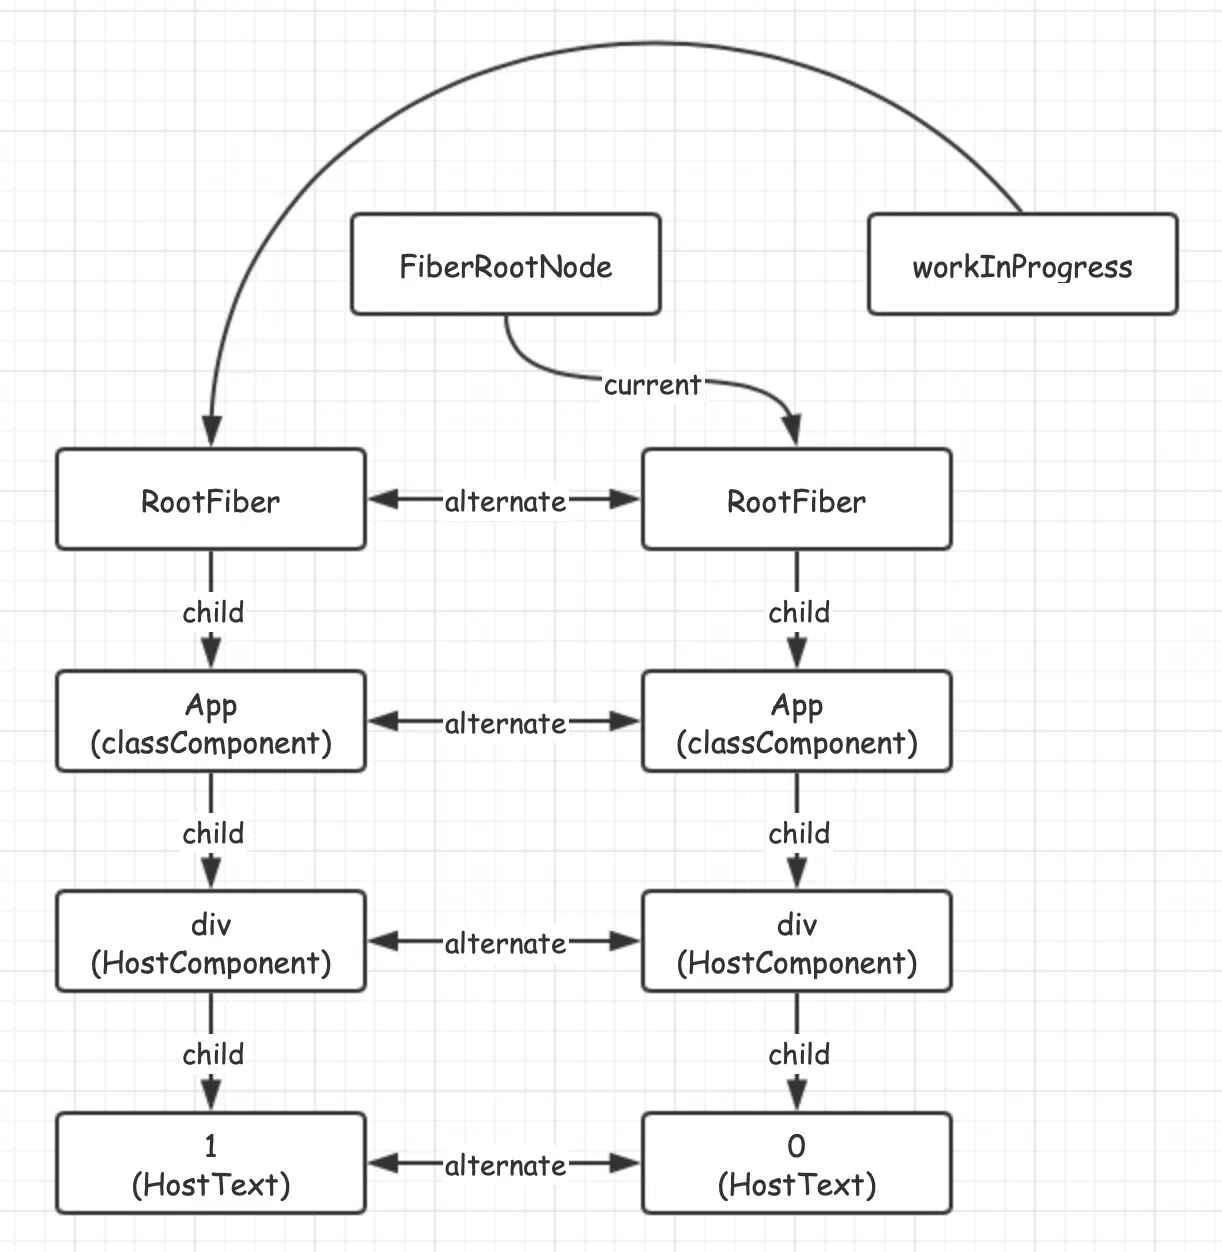 FiberRootNode
workInProgress
current
RootFiber
alternate
RootFiber
child
child
App
(classComponent)
alternate
App
(classComponent)
child
child
div
(HostComponent)
alternate
div
(HostComponent)
child
child
1
(HostText)
alternate
0
(HostText)